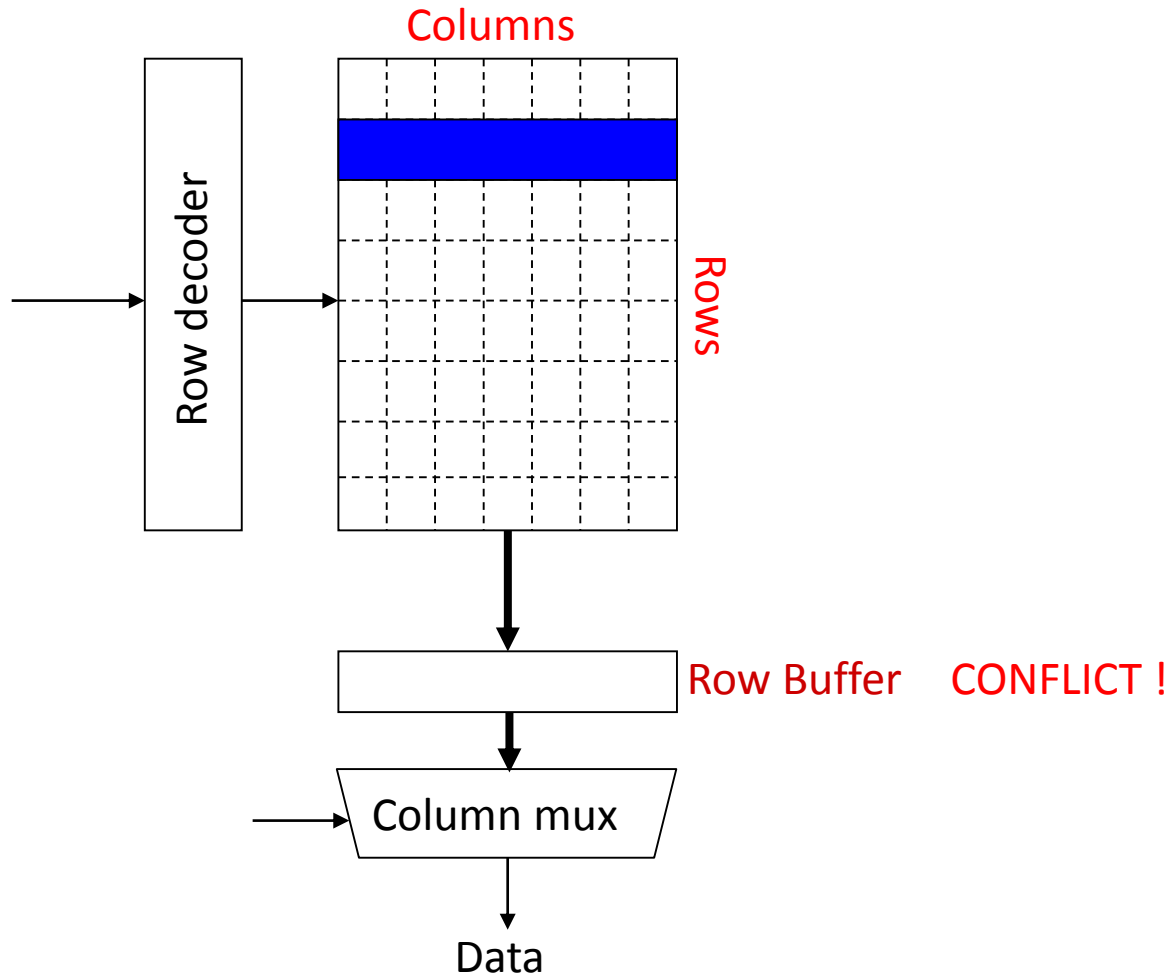 Columns
Row decoder
Rows
Row Buffer CONFLICT !
Column mux
Data